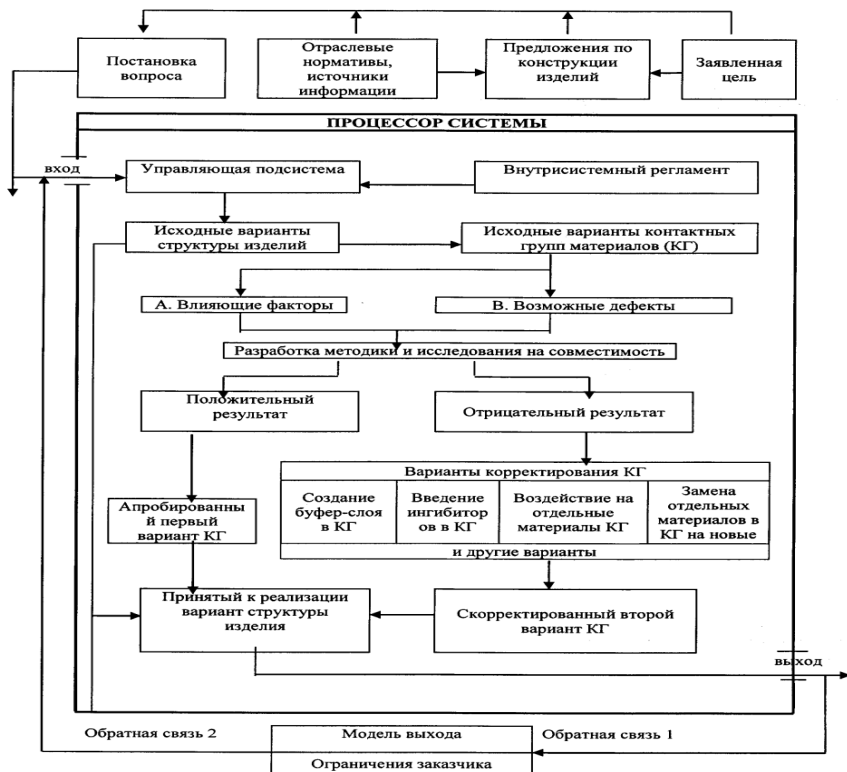 Постановка
вопроса
Отраслевые
нормативы,
источники
информации
Предложения по
конструкции
изделий
Заявленная
цель
ПРОЦЕССОР СИСТЕМЫ
вход
Управляющая подсистема
Внутрисистемный регламент
Исходные варианты
структуры изделий
Исходные варианты контактных
групп материалов (КГ)
А. Влияющие факторы
В. Возможные дефекты
Разработка методики и исследования на совместимость
Положительный
результат
Отрицательный результат
Варианты корректирования КГ
Создание
буфер-слоя
в КГ
Введение
ингибитор
ов в КГ
Воздействие на
отдельные
материалы КГ
Замена
отдельных
материалов в
КГ на новые
и другие варианты
Апробированны
й первый
вариант КГ
Принятый к реализации
вариант структуры
изделия
Скорректированный второй
вариант КГ
выход
Обратная связь 2
Модель выхода
Обратная связь 1
Ограничения заказчика